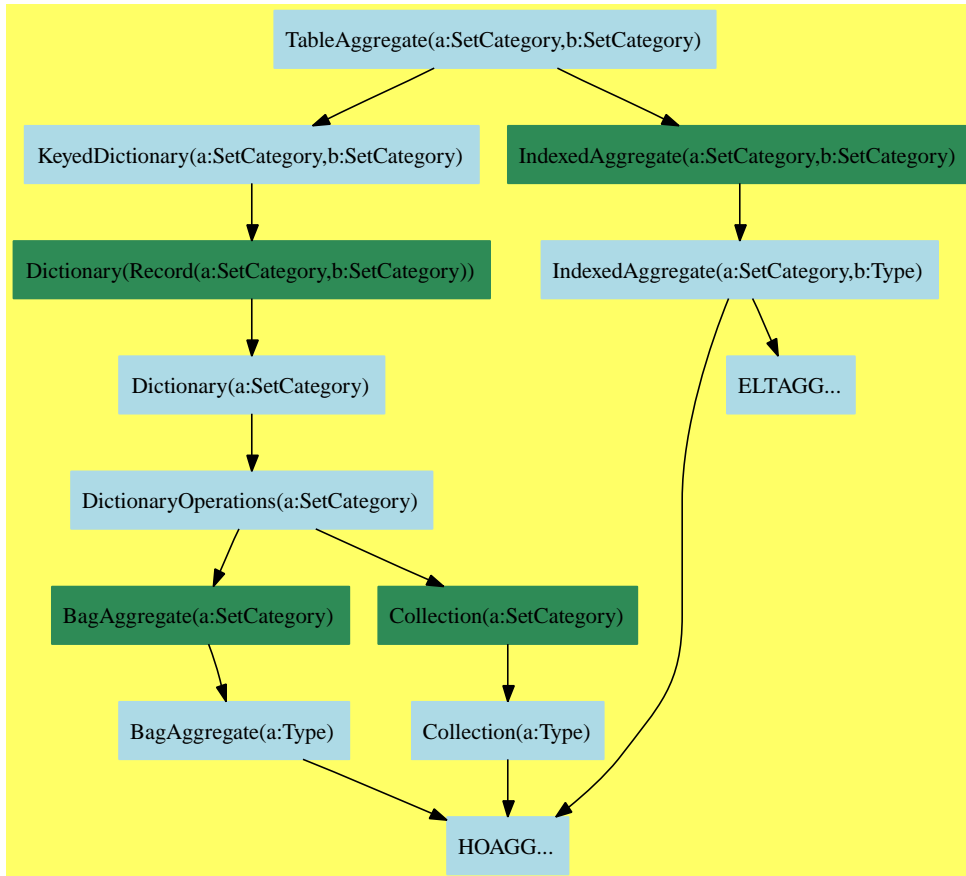 TableAggregate(a:SetCategory,b:SetCategory)
KeyedDictionary(a:SetCategory,b:SetCategory)
IndexedAggregate(a:SetCategory,b:SetCategory)
Dictionary(Record(a:SetCategory,b:SetCategory))
IndexedAggregate(a:SetCategory,b:Type)
Dictionary(a:SetCategory)
ELTAGG...
DictionaryOperations(a:SetCategory)
BagAggregate(a:SetCategory)
Collection(a:SetCategory)
BagAggregate(a:Type)
Collection(a:Type)
HOAGG...